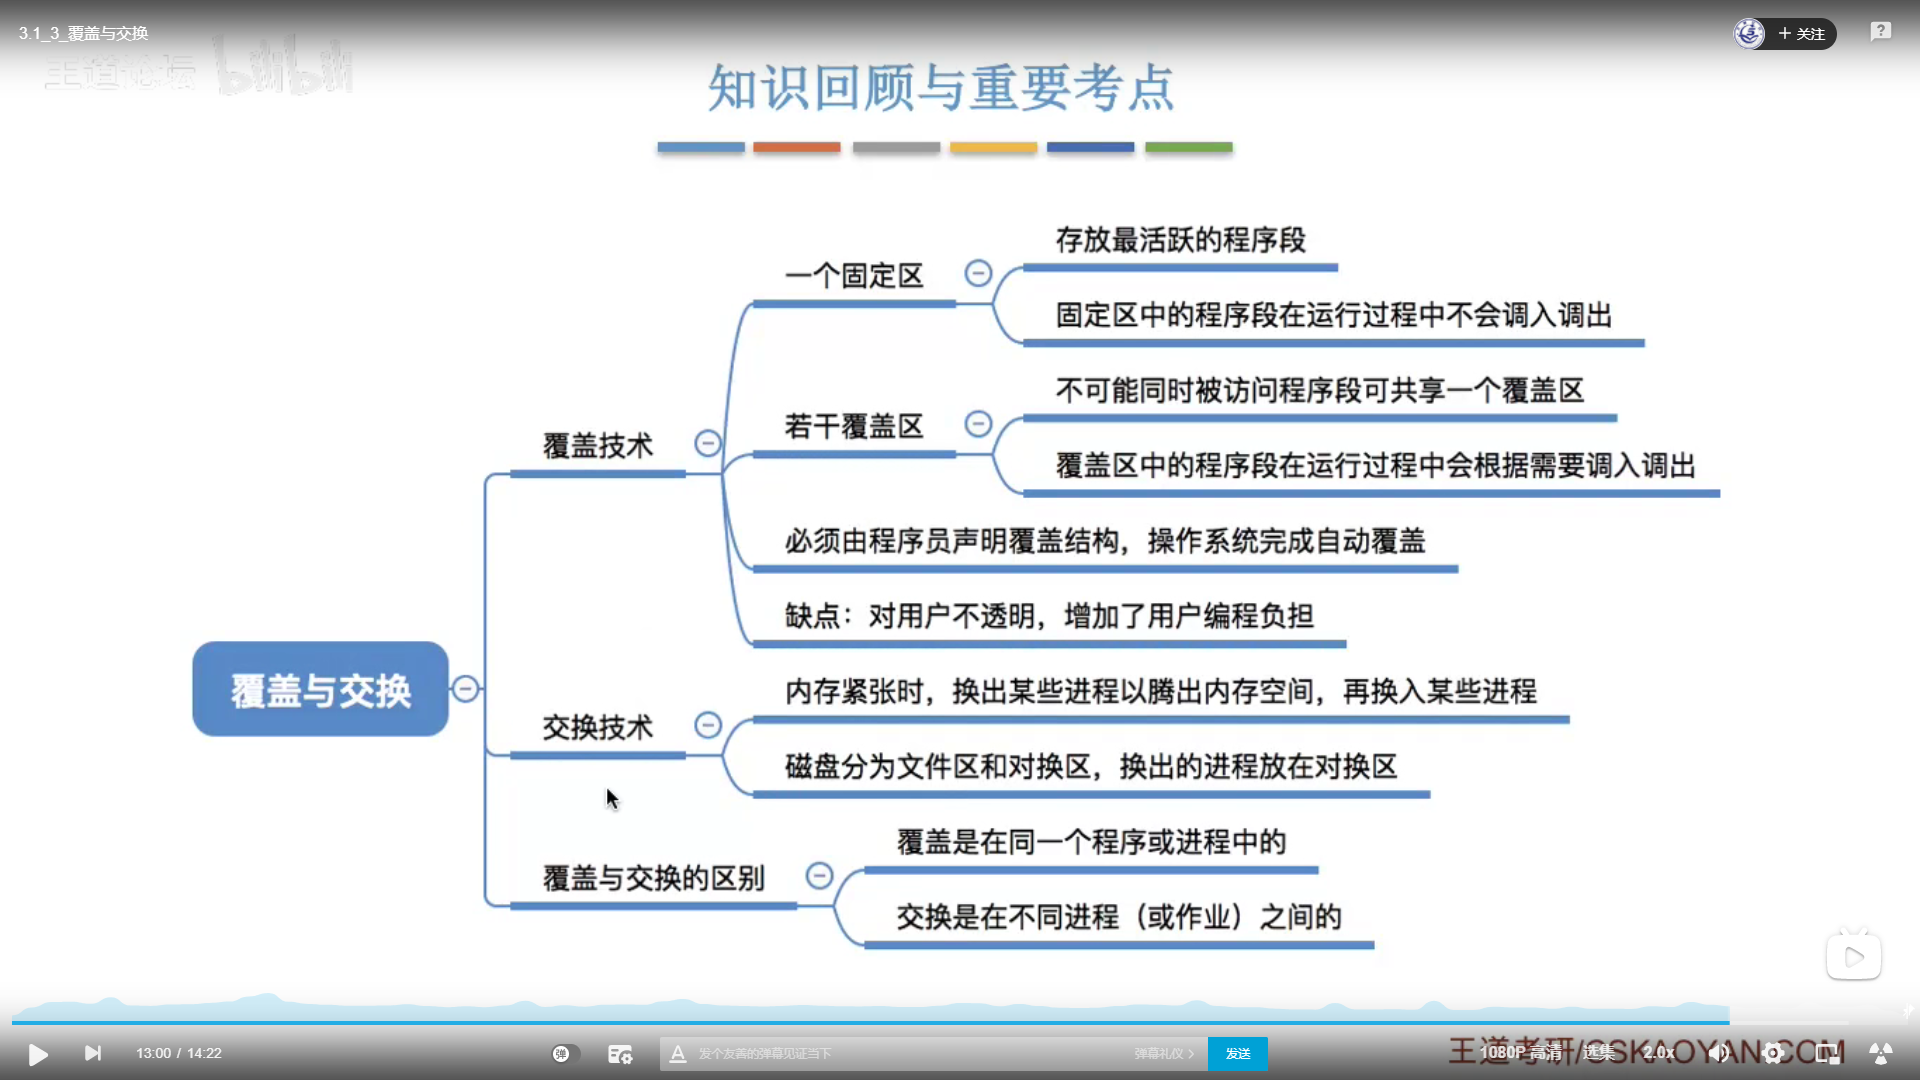 3.1_3_覆盖与交换
+ 关注
王道论坛 bilibili
知识回顾与重要考点
存放最活跃的程序段
一个固定区
固定区中的程序段在运行过程中不会调入调出
不可能同时被访问程序段可共享一个覆盖区
若干覆盖区
覆盖技术
覆盖区中的程序段在运行过程中会根据需要调入调出
必须由程序员声明覆盖结构，操作系统完成自动覆盖
缺点：对用户不透明，增加了用户编程负担
覆盖与交换
内存紧张时，换出某些进程以腾出内存空间，再换入某些进程
交换技术
磁盘分为文件区和对换区，换出的进程放在对换区
覆盖是在同一个程序或进程中的
覆盖与交换的区别
交换是在不同进程（或作业）之间的
13:00 / 14:22
弹
发个友善的弹幕见证当下
弹幕礼仪 >
发送
1080P 高清
选集
2.0x
王道考研/CSKAOYAN.COM